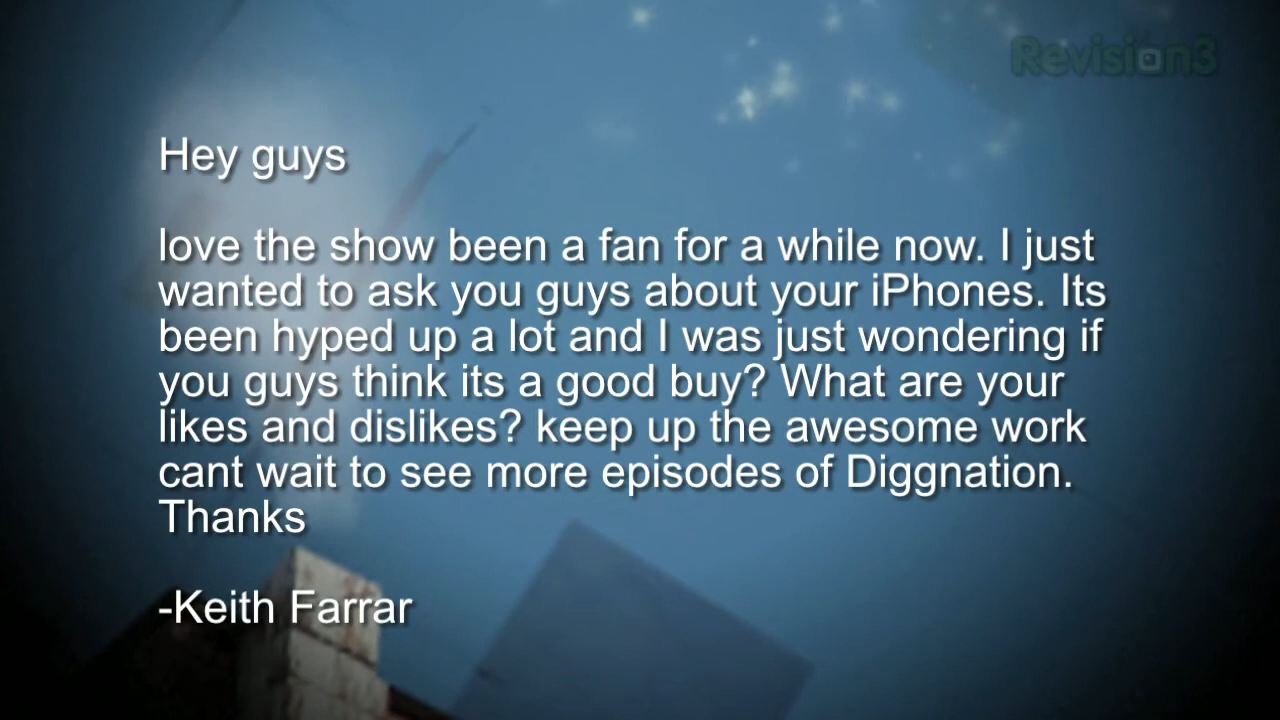 Revision3
Hey guys
love the show been a fan for a while now. I just
wanted to ask you guys about your iPhones. Its
been hyped up a lot and I was just wondering if
you guys think its a good buy? What are your
likes and dislikes? keep up the awesome work
cant wait to see more episodes of Diggnation.
Thanks
-Keith Farrar